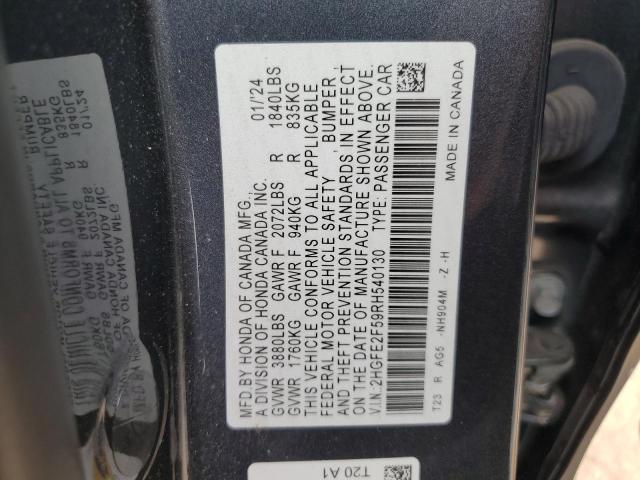 MFD.BY HONDA OF CANADA MFG., 01/'24
A DIVISION OF HONDA CANADA INC.
GVWR 3880LBS GAWR F 2072LBS R 1840LBS
GVWR 1760KG GAWR F 940KG R 835KG
THIS VEHICLE CONFORMS TO ALL APPLICABLE
FEDERAL MOTOR VEHICLE SAFETY, BUMPER,
AND THEFT PREVENTION STANDARDS IN EFFECT
ON THE DATE OF MANUFACTURE SHOWN ABOVE.
V.I.N.:2HGFE2F59RH540130 TYPE: PASSENGER CAR
T23 R AG5 -NH904M -Z -H MADE IN CANADA
T20 A1